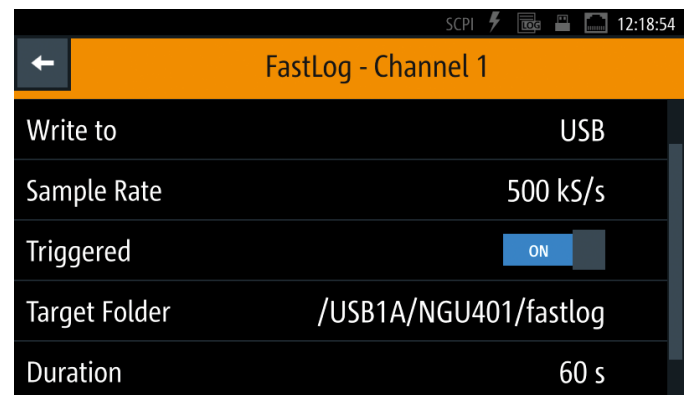 SCPI LOG 12:18:54
FastLog - Channel 1
Write to USB
Sample Rate 500 kS/s
Triggered ON
Target Folder /USB1A/NGU401/fastlog
Duration 60 s